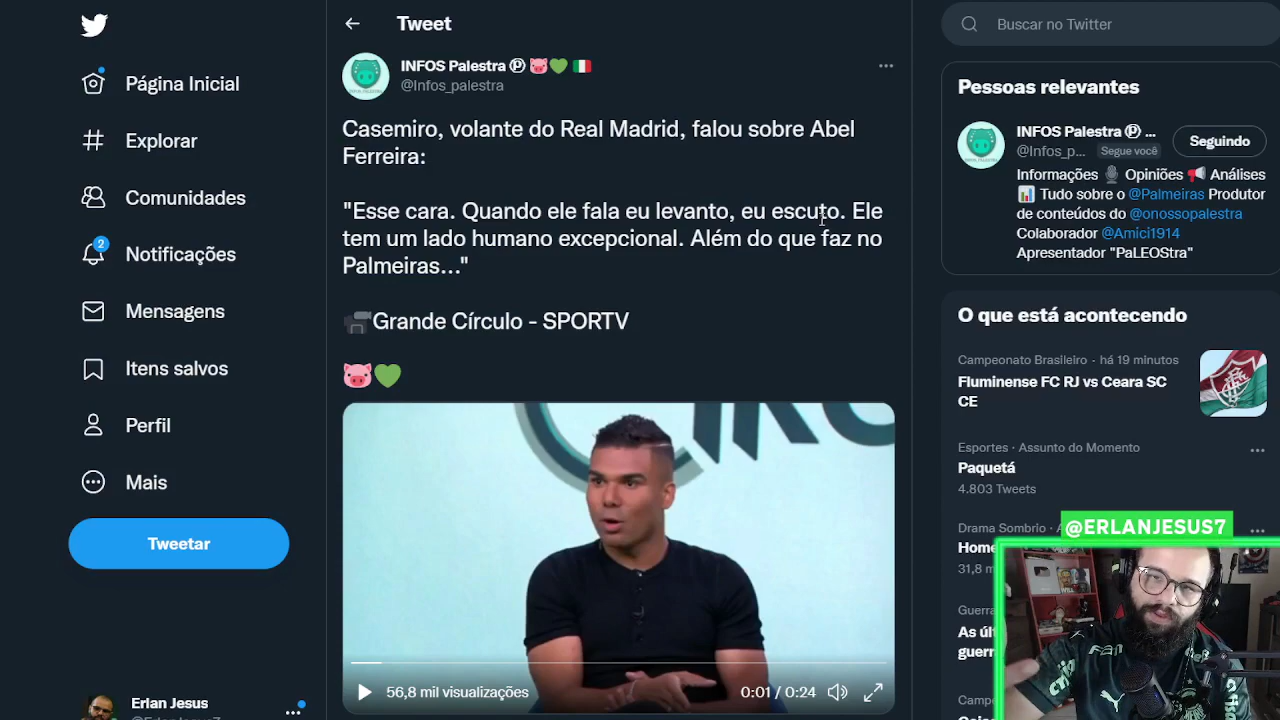 Página Inicial
Explorar
Comunidades
2
Notificações
Mensagens
Itens salvos
Perfil
Mais
Tweetar
Erlan Jesus
Tweet
INFOS Palestra Ⓟ 🐷💚 🇮🇹
@Infos_palestra
Casemiro, volante do Real Madrid, falou sobre Abel
Ferreira:
"Esse cara. Quando ele fala eu levanto, eu escuto. Ele
tem um lado humano excepcional. Além do que faz no
Palmeiras..."
🎥Grande Círculo - SPORTV
🐷💚
56,8 mil visualizações
0:01 / 0:24
Buscar no Twitter
Pessoas relevantes
INFOS Palestra Ⓟ ...
@Infos_p... Segue você
Seguindo
Informações 🎙 Opiniões 📢 Análises
📊 Tudo sobre o @Palmeiras Produtor
de conteúdos do @onossopalestra
Colaborador @Amici1914
Apresentador "PaLEOStra"
O que está acontecendo
Campeonato Brasileiro · há 19 minutos
Fluminense FC RJ vs Ceara SC
CE
Esportes · Assunto do Momento
Paquetá
4.803 Tweets
Drama Sombrio ·
@ERLANJESUS7
31,8